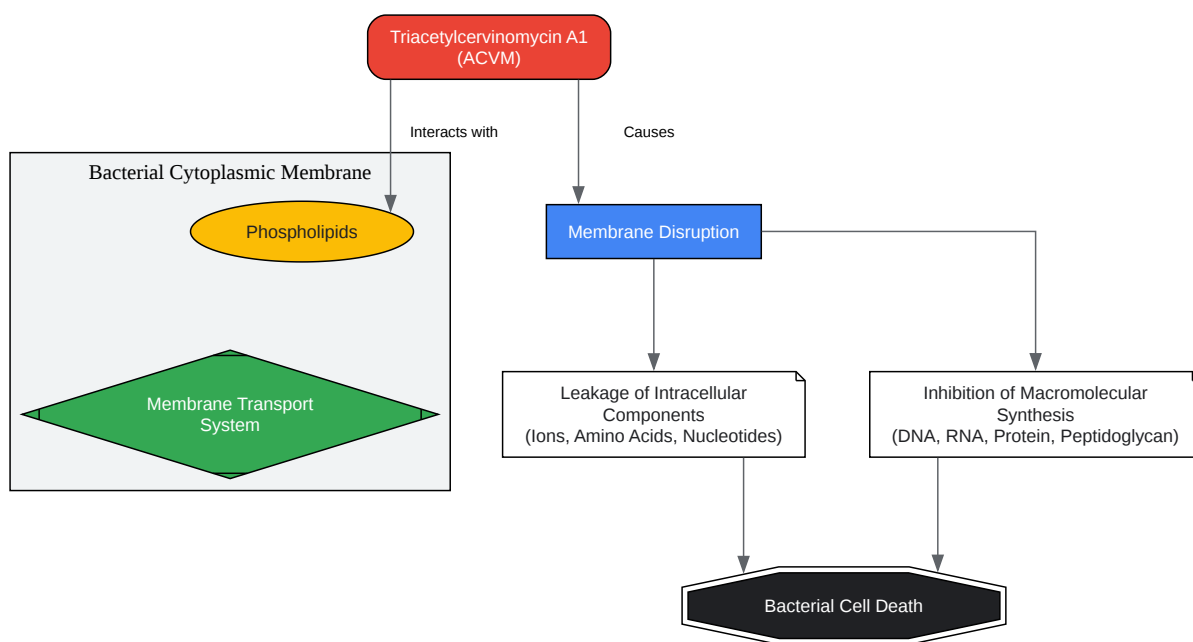 Triacetylcervinomycin A1
(ACVM)
Interacts with
Causes
Bacterial Cytoplasmic Membrane
Phospholipids
Membrane Disruption
Membrane Transport
System
Leakage of Intracellular
Components
(Ions, Amino Acids, Nucleotides)
Inhibition of Macromolecular
Synthesis
(DNA, RNA, Protein, Peptidoglycan)
Bacterial Cell Death